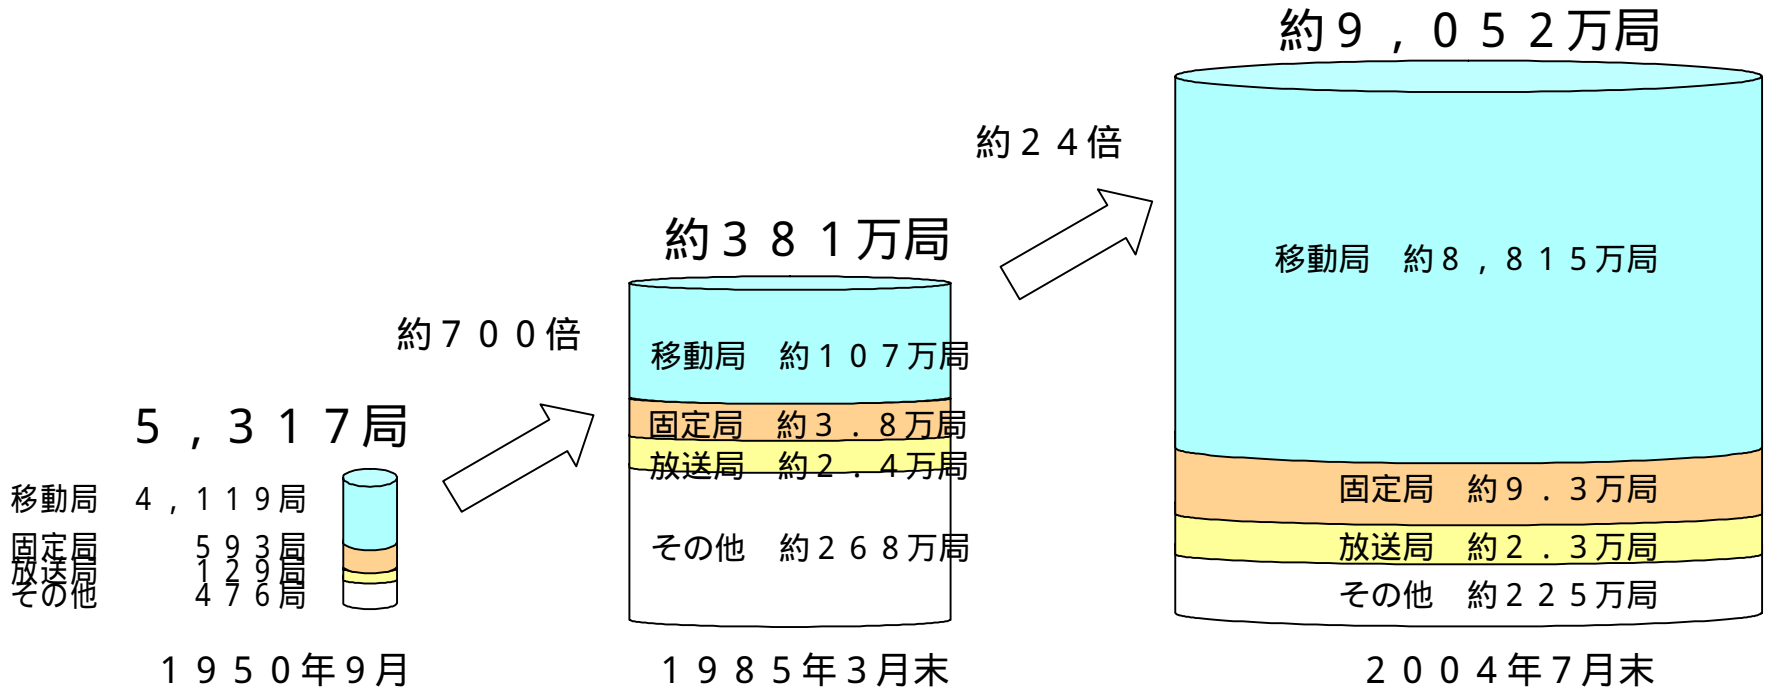 ５，３１７局
移動局　４，１１９局
固定局　５９３局
放送局　１２９局
その他　４７６局
１９５０年９月
約７００倍
約３８１万局
移動局　約１０７万局
固定局　約３．８万局
放送局　約２．４万局
その他　約２６８万局
１９８５年３月末
約２４倍
約９，０５２万局
移動局　約８，８１５万局
固定局　約９．３万局
放送局　約２．３万局
その他　約２２５万局
２００４年７月末